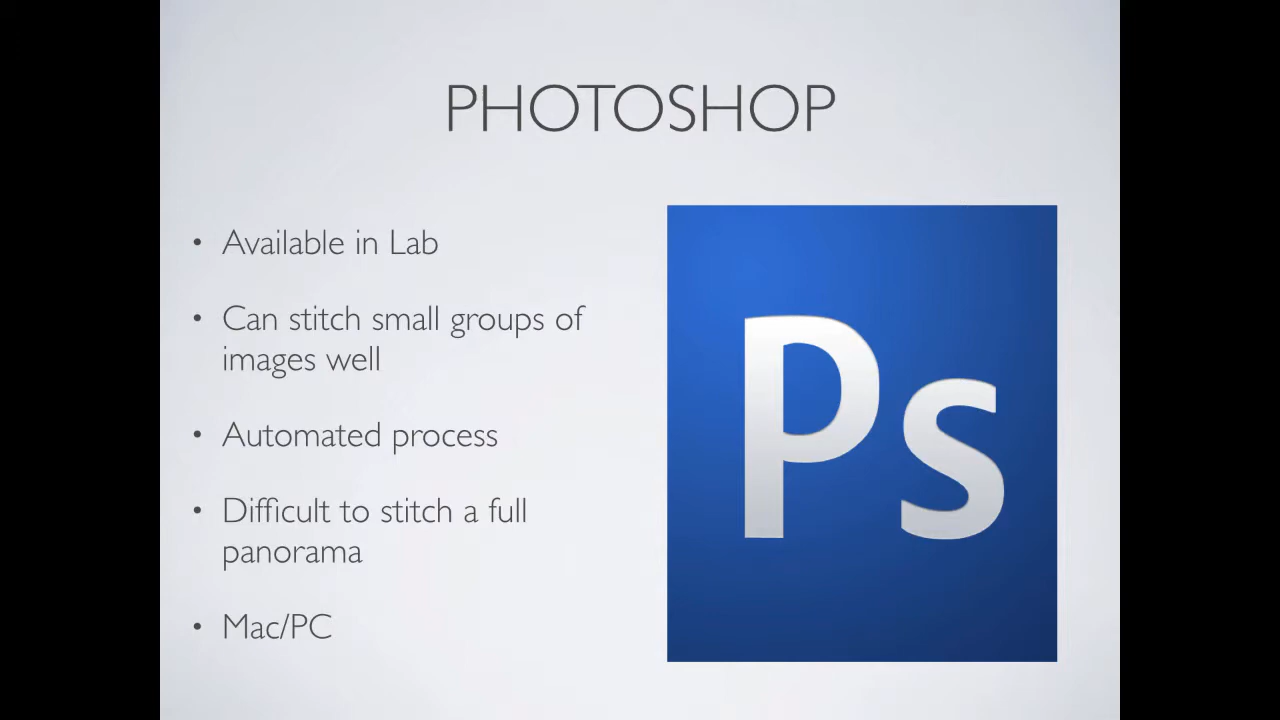 PHOTOSHOP
• Available in Lab
• Can stitch small groups of
images well
• Automated process
• Difficult to stitch a full
panorama
• Mac/PC
Ps